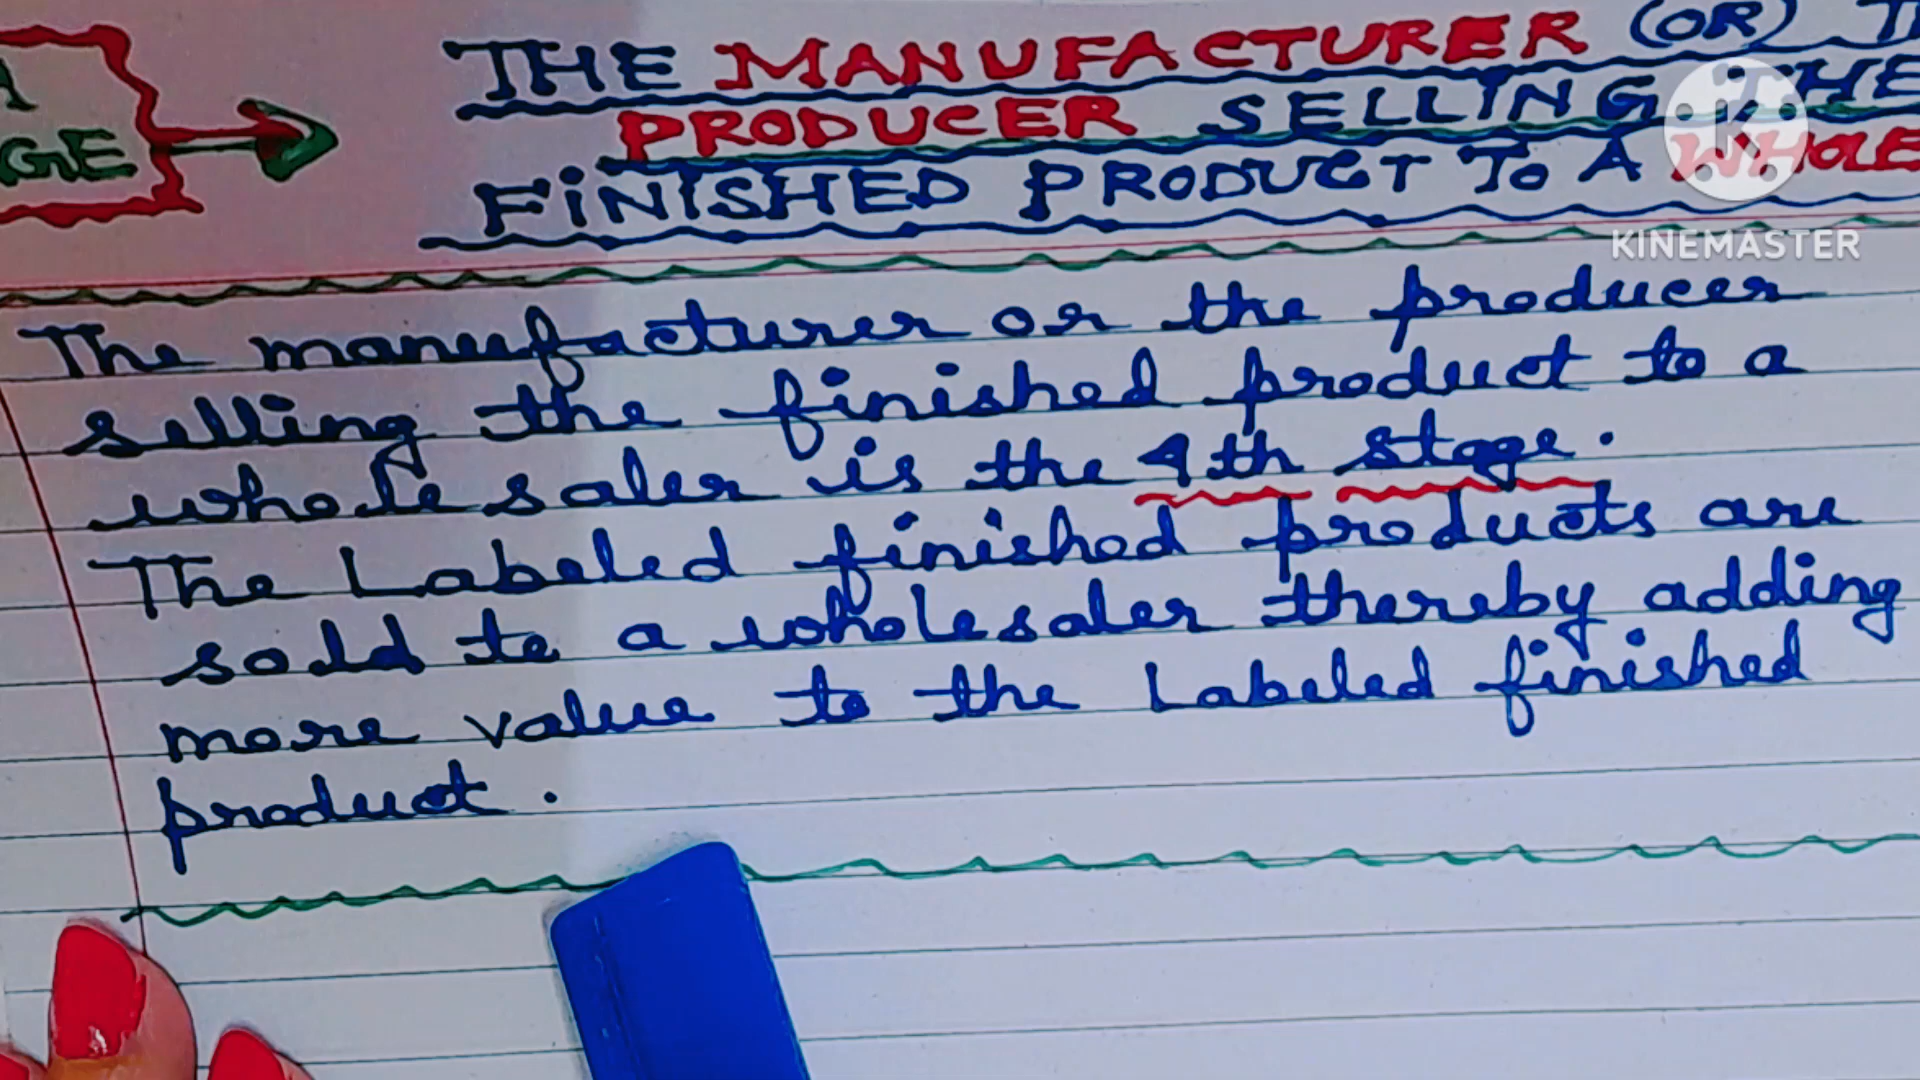 A
GE
THE MANUFACTURER (OR) T
PRODUCER SELLING THE
FINISHED PRODUCT TO A WHOLE
KINEMASTER
The manufacturer or the producer
selling the finished product to a
wholesaler is the 4th stage.
The Labeled finished products are
sold to a wholesaler thereby adding
more value to the Labeled finished
product.